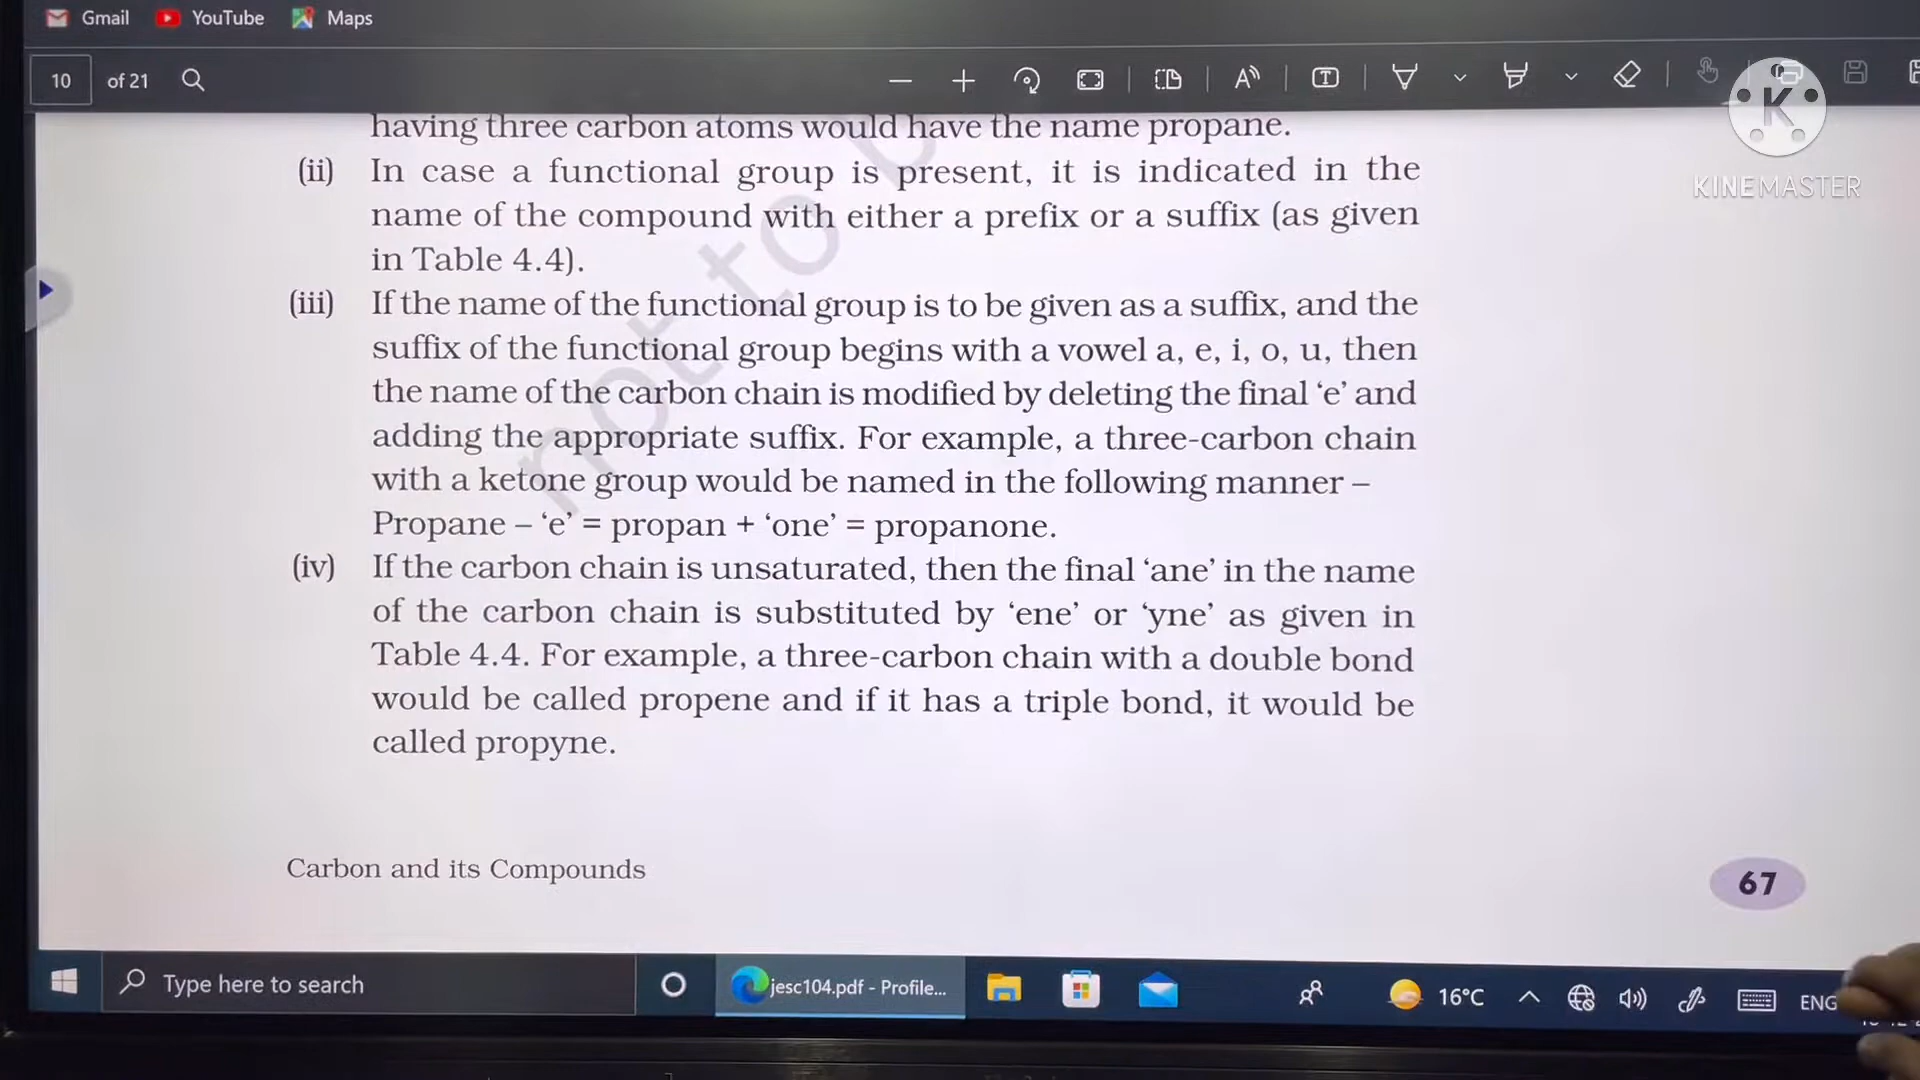 Gmail YouTube Maps
10 of 21
K
KINEMASTER
having three carbon atoms would have the name propane.
(ii) In case a functional group is present, it is indicated in the
name of the compound with either a prefix or a suffix (as given
in Table 4.4).
(iii) If the name of the functional group is to be given as a suffix, and the
suffix of the functional group begins with a vowel a, e, i, o, u, then
the name of the carbon chain is modified by deleting the final ‘e’ and
adding the appropriate suffix. For example, a three-carbon chain
with a ketone group would be named in the following manner –
Propane – ‘e’ = propan + ‘one’ = propanone.
(iv) If the carbon chain is unsaturated, then the final ‘ane’ in the name
of the carbon chain is substituted by ‘ene’ or ‘yne’ as given in
Table 4.4. For example, a three-carbon chain with a double bond
would be called propene and if it has a triple bond, it would be
called propyne.
not to b
Carbon and its Compounds
67
Type here to search jesc104.pdf - Profile... 16°C ENG